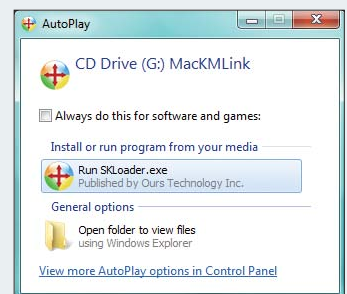 AutoPlay
CD Drive (G:) MacKMLink
Always do this for software and games:
Install or run program from your media
Run SKLoader.exe
Published by Ours Technology Inc.
General options
Open folder to view files
using Windows Explorer
View more AutoPlay options in Control Panel